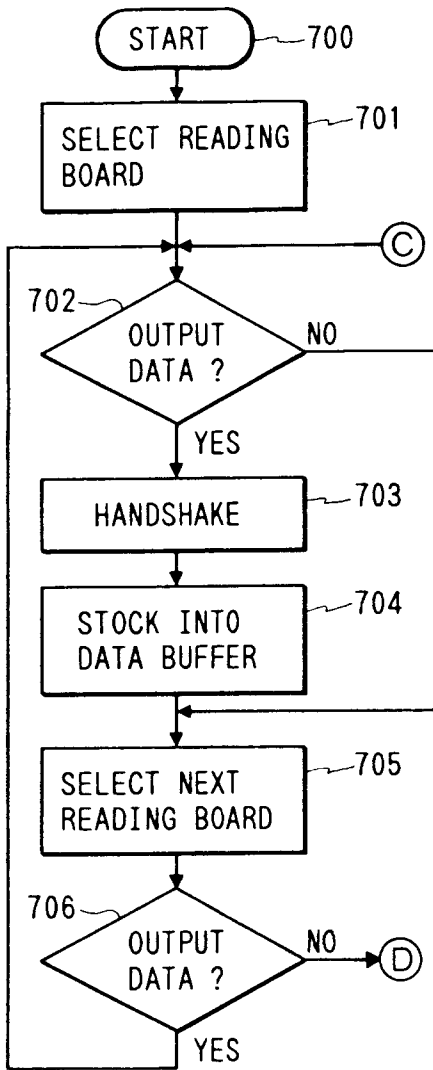 START
700
SELECT READING
BOARD
701
C
702
OUTPUT
DATA ?
NO
YES
HANDSHAKE
703
STOCK INTO
DATA BUFFER
704
SELECT NEXT
READING BOARD
705
706
OUTPUT
DATA ?
NO
D
YES